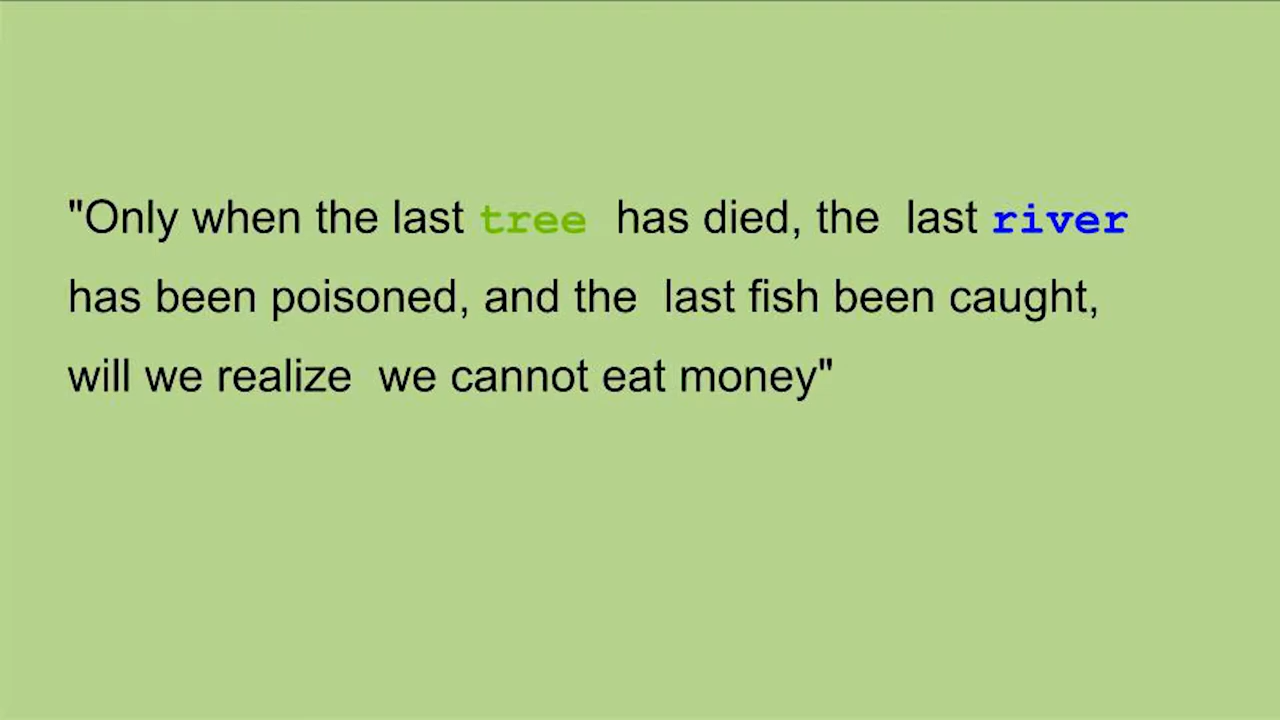 "Only when the last tree has died, the last river
has been poisoned, and the last fish been caught,
will we realize we cannot eat money"